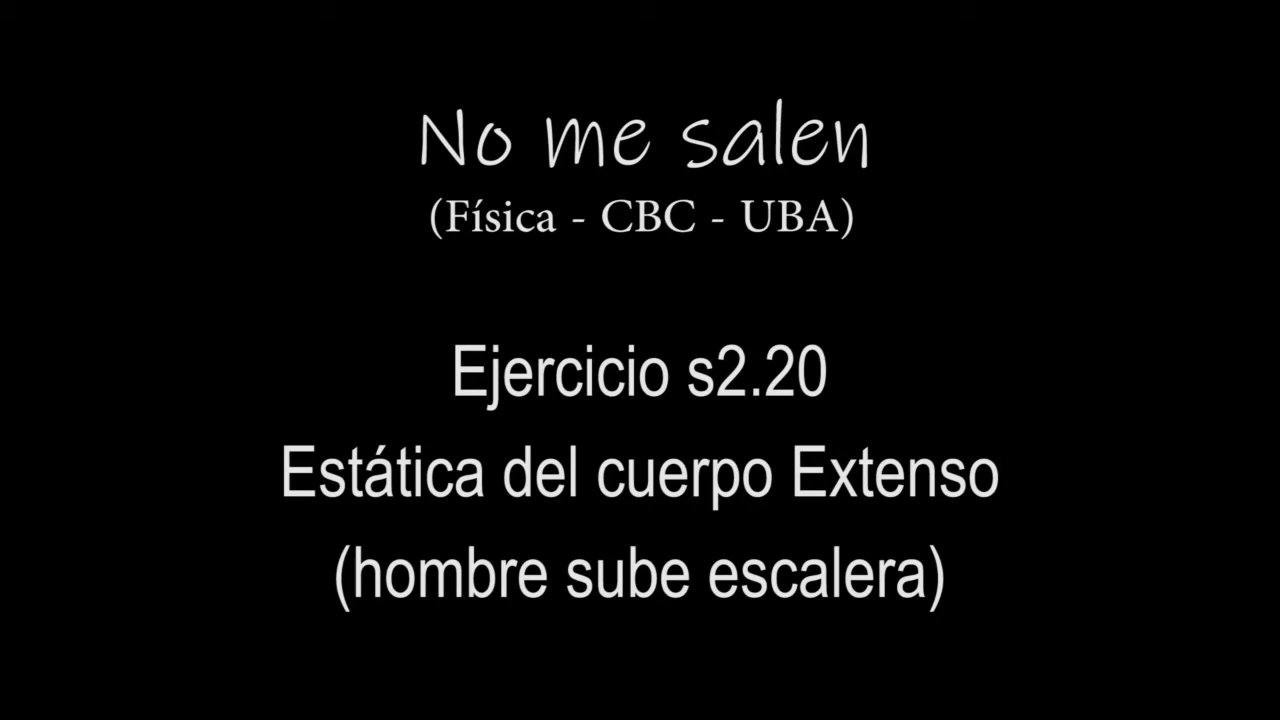 No me salen
(Física - CBC - UBA)
Ejercicio s2.20
Estática del cuerpo Extenso
(hombre sube escalera)